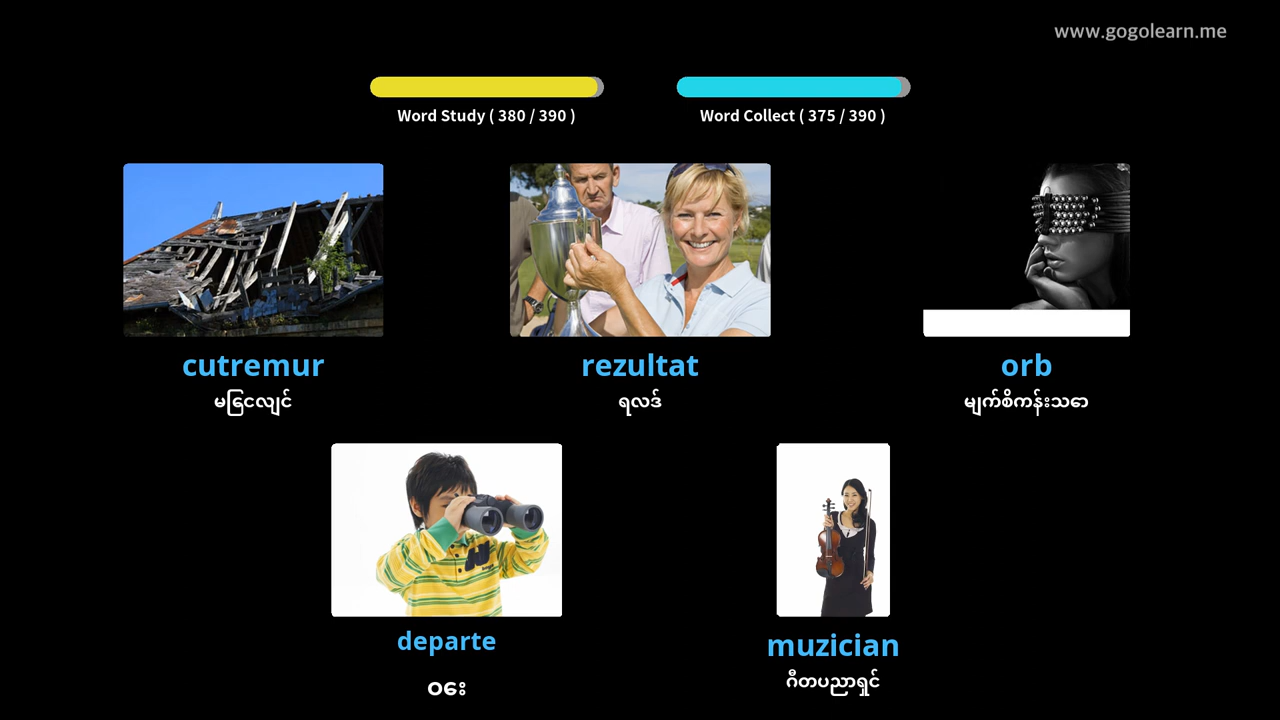 www.gogolearn.me
Word Study ( 380 / 390 )
Word Collect ( 375 / 390 )
cutremur
မြေငလျင်
rezultat
ရလဒ်
orb
မျက်စိကန်းသော
departe
ဝေး
muzician
ဂီတပညာရှင်